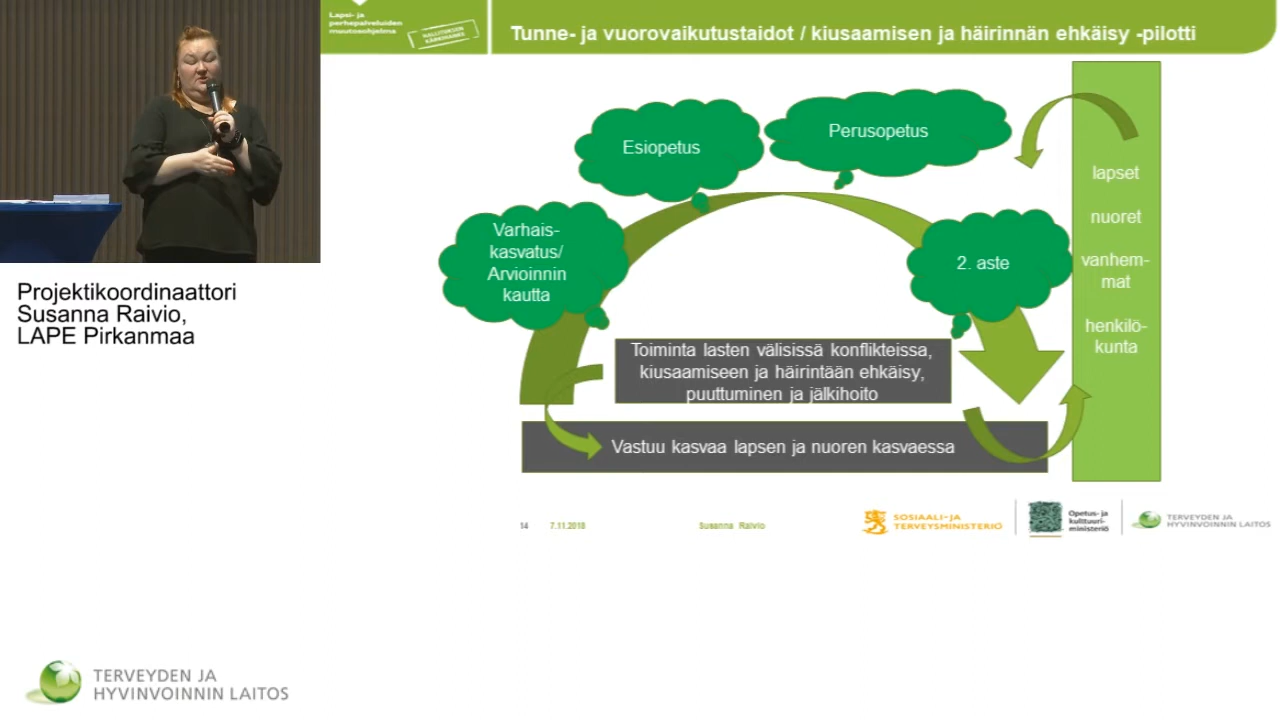 Lapsi- ja
perhepalveluiden
muutosohjelma
HALLITUKSEN
KÄRKIHANKE
Tunne- ja vuorovaikutustaidot / kiusaamisen ja häirinnän ehkäisy -pilotti
Esiopetus
Perusopetus
Varhais-
kasvatus/
Arvioinnin
kautta
2. aste
lapset
nuoret
vanhem-
mat
henkilö-
kunta
Toiminta lasten välisissä konflikteissa,
kiusaamiseen ja häirintään ehkäisy,
puuttuminen ja jälkihoito
Vastuu kasvaa lapsen ja nuoren kasvaessa
Projektikoordinaattori
Susanna Raivio,
LAPE Pirkanmaa
14 7.11.2018 Susanna Raivio
SOSIAALI- JA
TERVEYSMINISTERIÖ
Opetus- ja
kulttuuri-
ministeriö
TERVEYDEN JA
HYVINVOINNIN LAITOS
TERVEYDEN JA
HYVINVOINNIN LAITOS